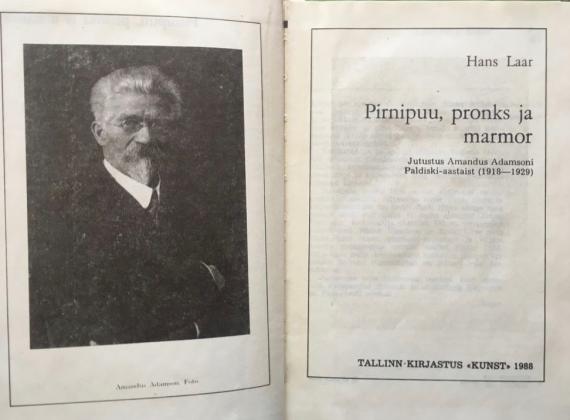 Amandus Adamson. Foto
Hans Laar
Pirnipuu, pronks ja
marmor
Jutustus Amandus Adamsoni
Paldiski-aastaist (1918—1929)
TALLINN · KIRJASTUS «KUNST» 1988